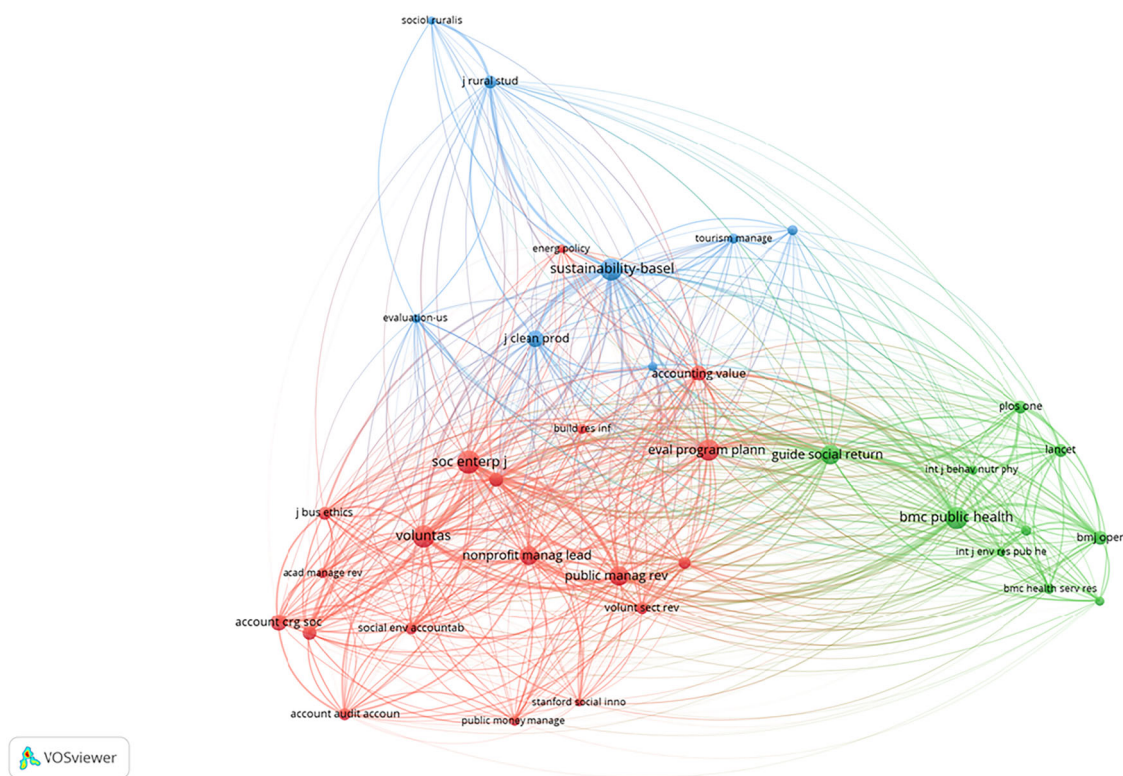 sociol ruralis
j rural stud
tourism manage
energ policy
sustainability-basel
evaluation-us
j clean prod
accounting value
plos one
build res inf
eval program plann
guide social return
lancet
soc enterp j
int j behav nutr phy
j bus ethics
bmc public health
voluntas
bmj open
int j env res pub he
nonprofit manag lead
acad manage rev
public manag rev
bmc health serv res
volunt sect rev
account org soc
social env accountab
stanford social inno
account audit accoun
public money manage
VOSviewer